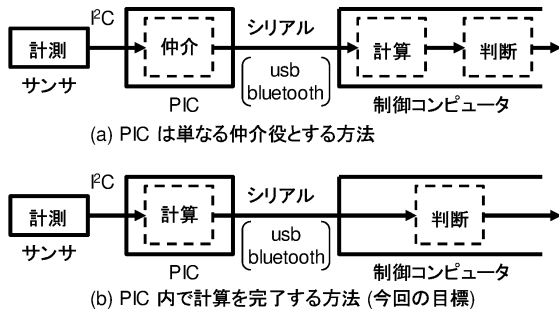 I²C
シリアル
計測
仲介
計算
判断
サンサ
PIC
usb
bluetooth
制御コンピュータ
(a) PIC は単なる仲介役とする方法
I²C
シリアル
計測
計算
判断
サンサ
PIC
usb
bluetooth
制御コンピュータ
(b) PIC 内で計算を完了する方法 (今回の目標)